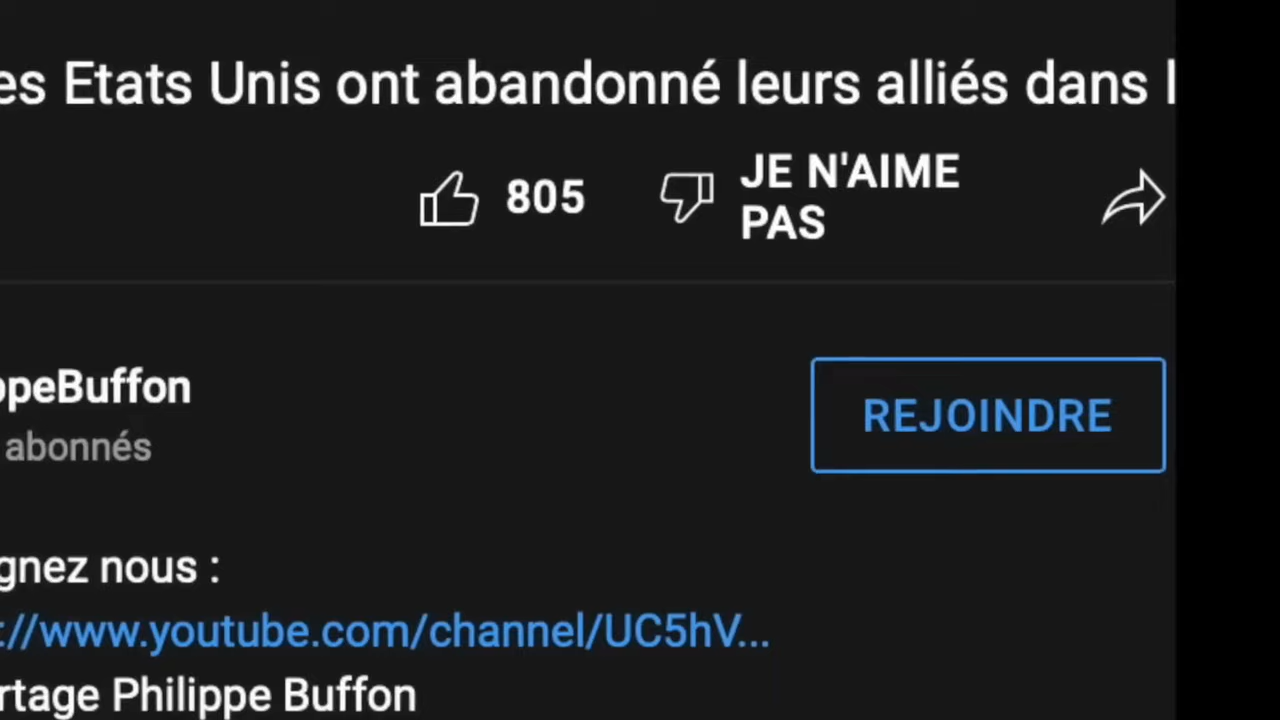 es Etats Unis ont abandonné leurs alliés dans l
805
JE N'AIME
PAS
ppeBuffon
abonnés
REJOINDRE
gnez nous :
://www.youtube.com/channel/UC5hV...
rtage Philippe Buffon